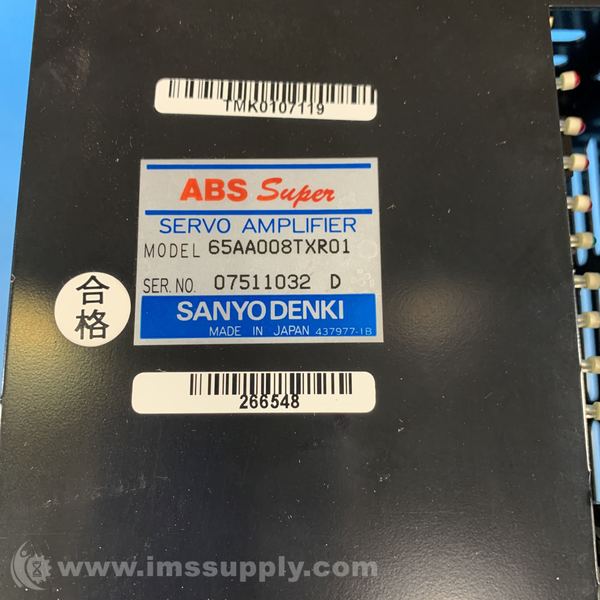 TMK0107119
ABS Super
SERVO AMPLIFIER
MODEL 65AA008TXR01
SER. NO. 07511032 D
SANYO DENKI
MADE IN JAPAN 437977-1B
合格
266548
www.imssupply.com